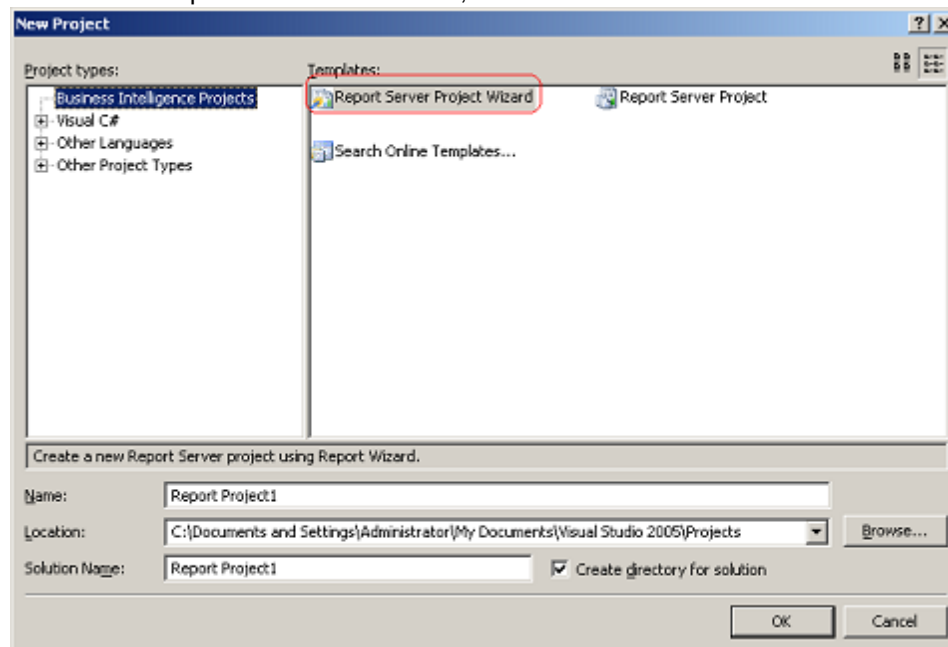 New Project
Project types:
Templates:
Business Intelligence Projects
Visual C#
Other Languages
Other Project Types
Report Server Project Wizard
Report Server Project
Search Online Templates...
Create a new Report Server project using Report Wizard.
Name:
Report Project1
Location:
C:\Documents and Settings\Administrator\My Documents\Visual Studio 2005\Projects
Browse...
Solution Name:
Report Project1
Create directory for solution
OK
Cancel